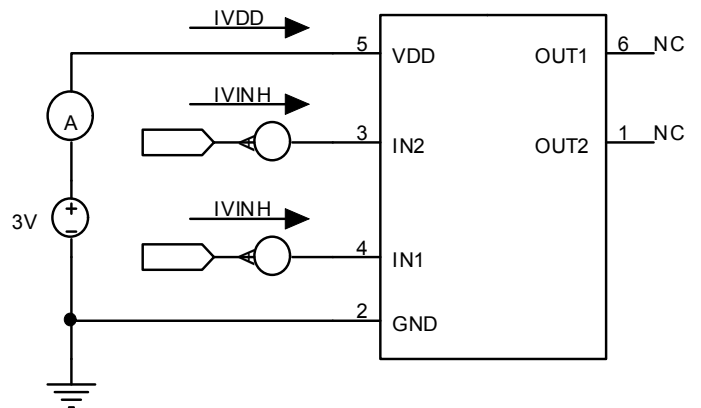 IVDD
5 VDD OUT1 6 NC
A
IVINH
3 IN2 OUT2 1 NC
3V
IVINH
4 IN1
2 GND